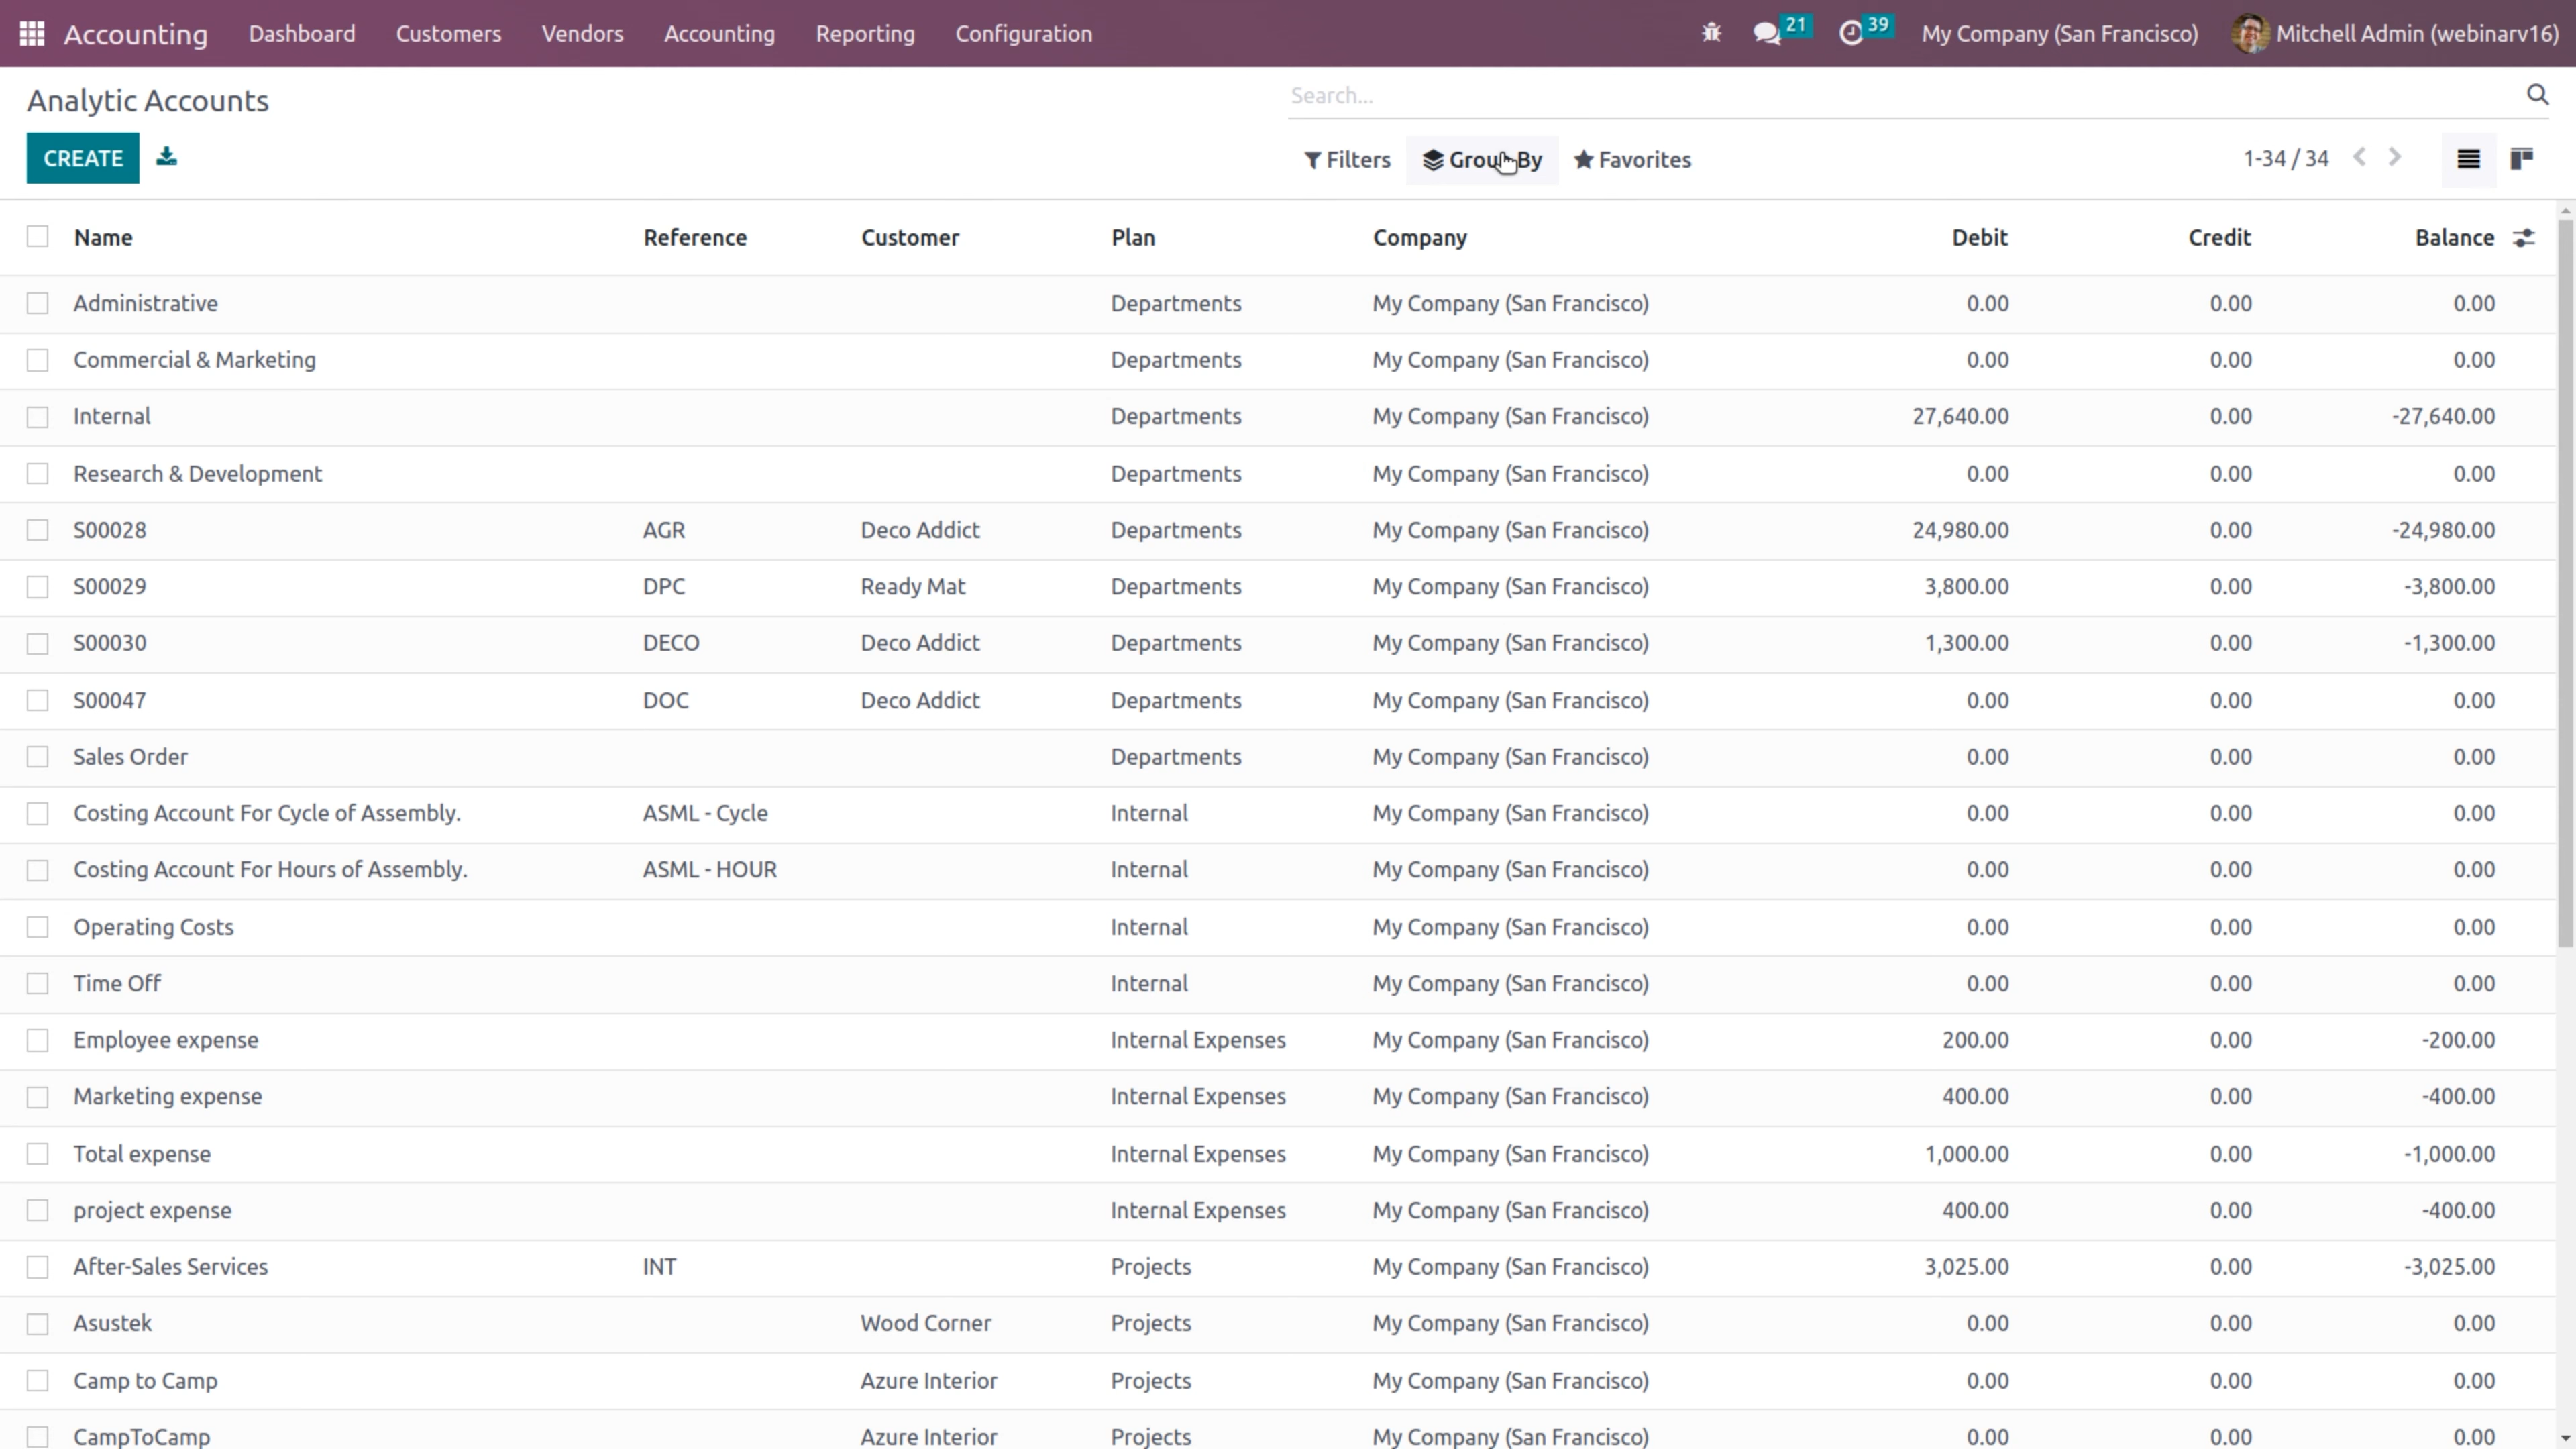 Accounting Dashboard Customers Vendors Accounting Reporting Configuration 21 39 My Company (San Francisco) Mitchell Admin (webinarv16)
Analytic Accounts Search...
CREATE Filters Group By Favorites 1-34 / 34
Name Reference Customer Plan Company Debit Credit Balance
Administrative Departments My Company (San Francisco) 0.00 0.00 0.00
Commercial & Marketing Departments My Company (San Francisco) 0.00 0.00 0.00
Internal Departments My Company (San Francisco) 27,640.00 0.00 -27,640.00
Research & Development Departments My Company (San Francisco) 0.00 0.00 0.00
S00028 AGR Deco Addict Departments My Company (San Francisco) 24,980.00 0.00 -24,980.00
S00029 DPC Ready Mat Departments My Company (San Francisco) 3,800.00 0.00 -3,800.00
S00030 DECO Deco Addict Departments My Company (San Francisco) 1,300.00 0.00 -1,300.00
S00047 DOC Deco Addict Departments My Company (San Francisco) 0.00 0.00 0.00
Sales Order Departments My Company (San Francisco) 0.00 0.00 0.00
Costing Account For Cycle of Assembly. ASML - Cycle Internal My Company (San Francisco) 0.00 0.00 0.00
Costing Account For Hours of Assembly. ASML - HOUR Internal My Company (San Francisco) 0.00 0.00 0.00
Operating Costs Internal My Company (San Francisco) 0.00 0.00 0.00
Time Off Internal My Company (San Francisco) 0.00 0.00 0.00
Employee expense Internal Expenses My Company (San Francisco) 200.00 0.00 -200.00
Marketing expense Internal Expenses My Company (San Francisco) 400.00 0.00 -400.00
Total expense Internal Expenses My Company (San Francisco) 1,000.00 0.00 -1,000.00
project expense Internal Expenses My Company (San Francisco) 400.00 0.00 -400.00
After-Sales Services INT Projects My Company (San Francisco) 3,025.00 0.00 -3,025.00
Asustek Wood Corner Projects My Company (San Francisco) 0.00 0.00 0.00
Camp to Camp Azure Interior Projects My Company (San Francisco) 0.00 0.00 0.00
CampToCamp Azure Interior Projects My Company (San Francisco) 0.00 0.00 0.00